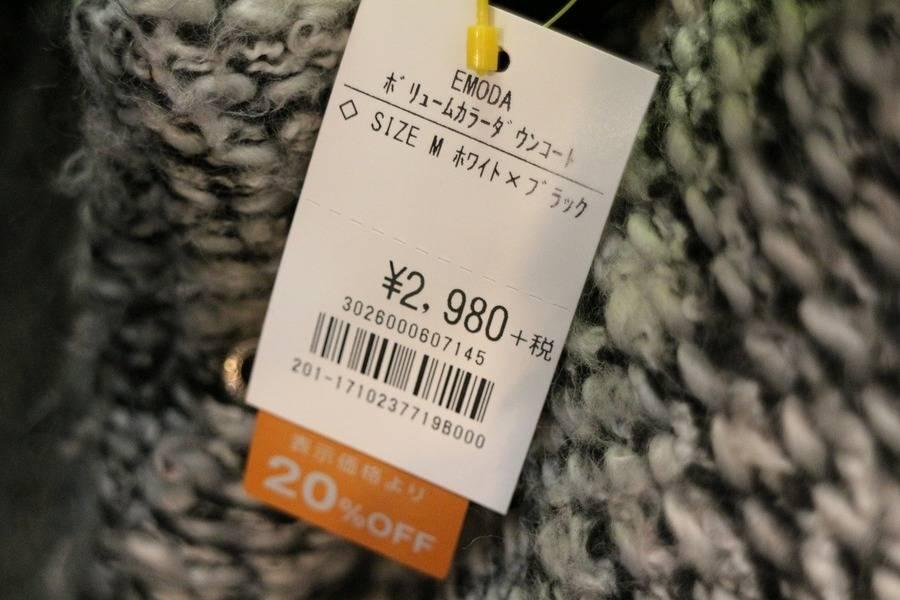 EMODA
ボリュームカラーダウンコート
◇ SIZE M ホワイト×ブラック
¥2,980+税
3026000607145
201-17102377198000
表示価格より
20%OFF